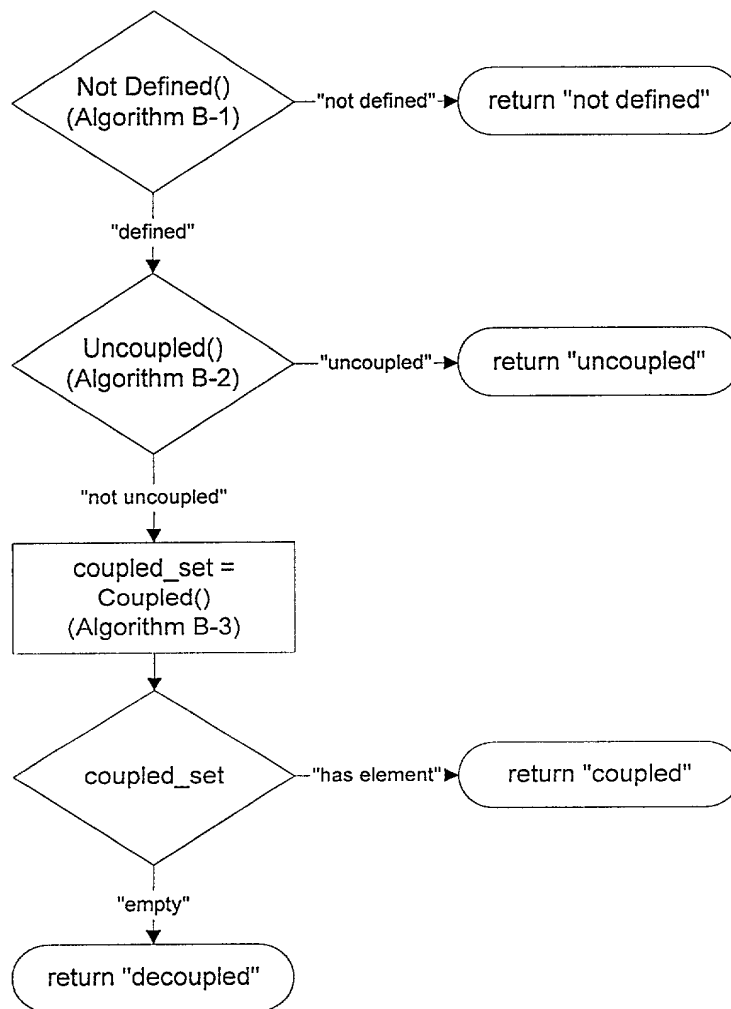 Not Defined()
(Algorithm B-1)
"not defined"
return "not defined"
"defined"
Uncoupled()
(Algorithm B-2)
"uncoupled"
return "uncoupled"
"not uncoupled"
coupled_set =
Coupled()
(Algorithm B-3)
coupled_set
"has element"
return "coupled"
"empty"
return "decoupled"